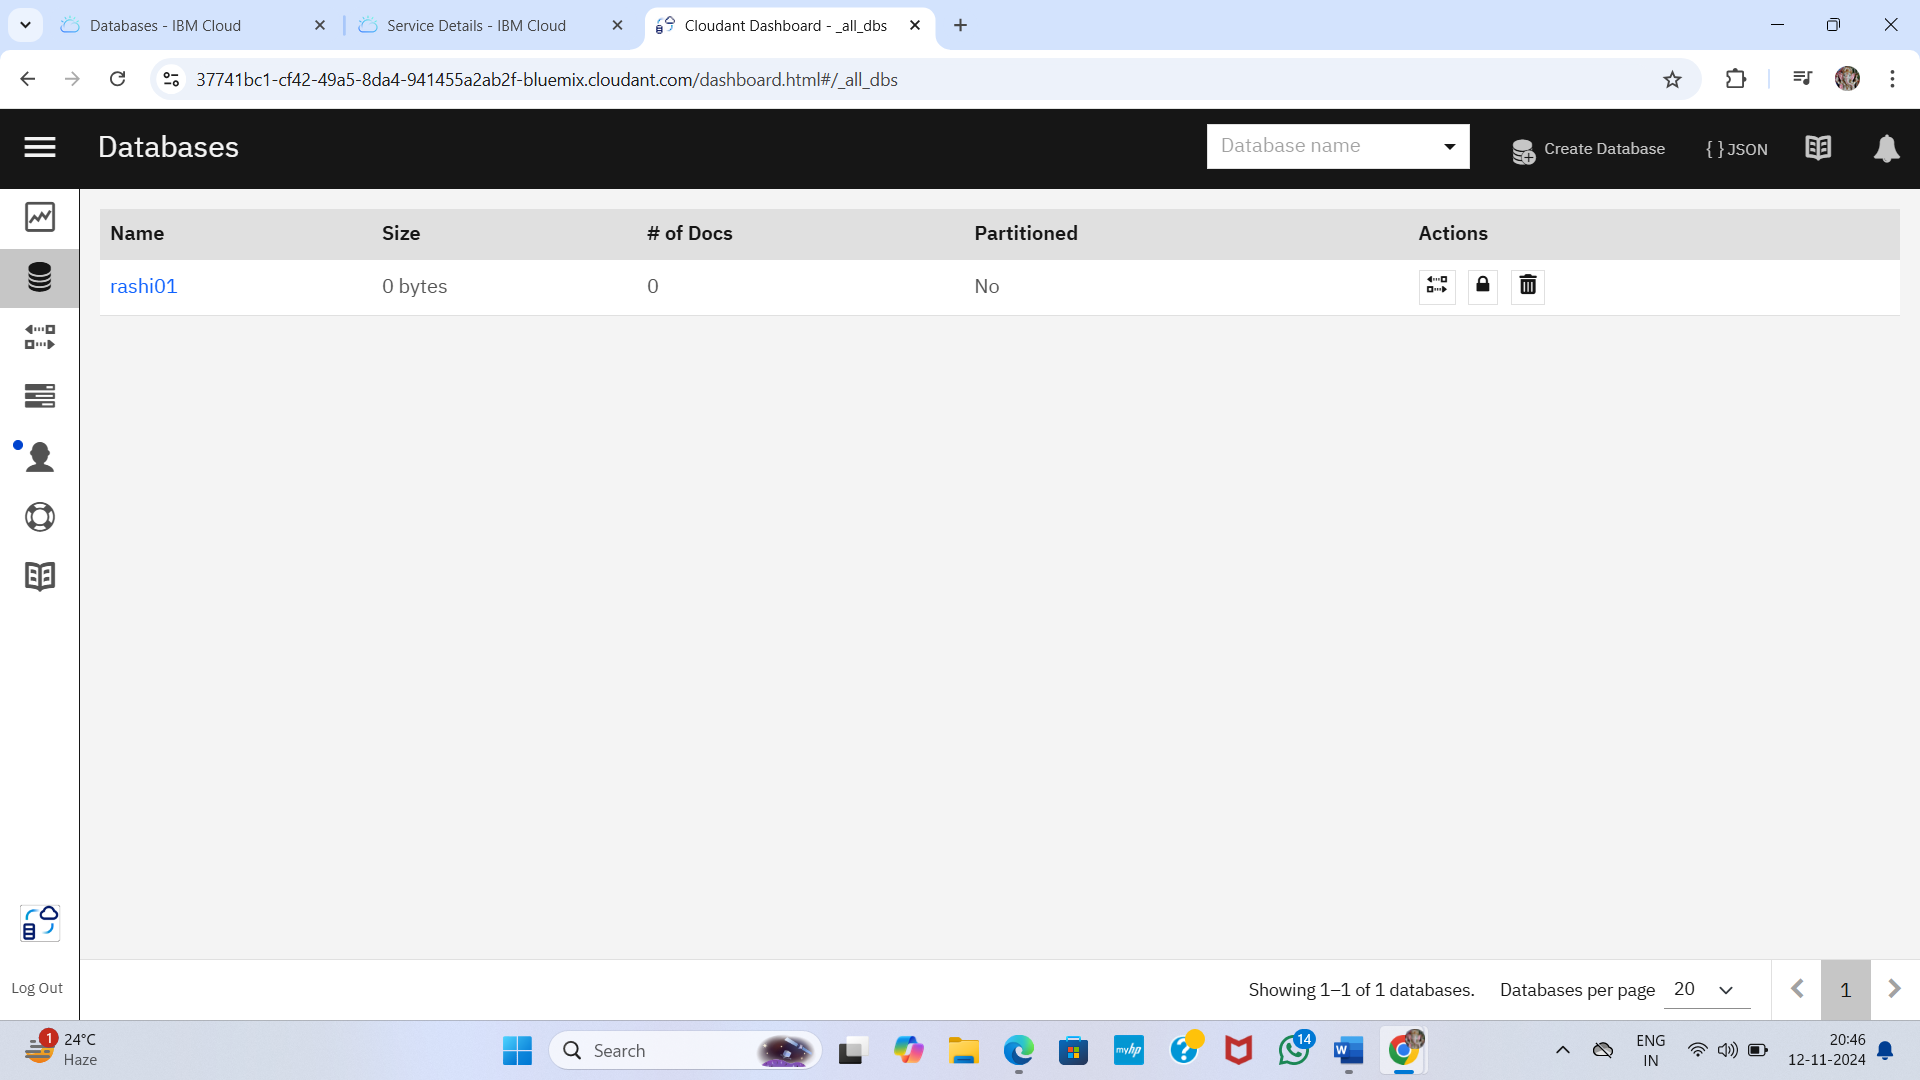 Databases - IBM Cloud
Service Details - IBM Cloud
Cloudant Dashboard - _all_dbs
37741bc1-cf42-49a5-8da4-941455a2ab2f-bluemix.cloudant.com/dashboard.html#/_all_dbs
Databases
Database name
Create Database
{ } JSON
Name Size # of Docs Partitioned Actions
rashi01 0 bytes 0 No
Log Out
Showing 1–1 of 1 databases.
Databases per page 20
1
1
24°C
Haze
Search
myhp
14
W
ENG
IN
20:46
12-11-2024